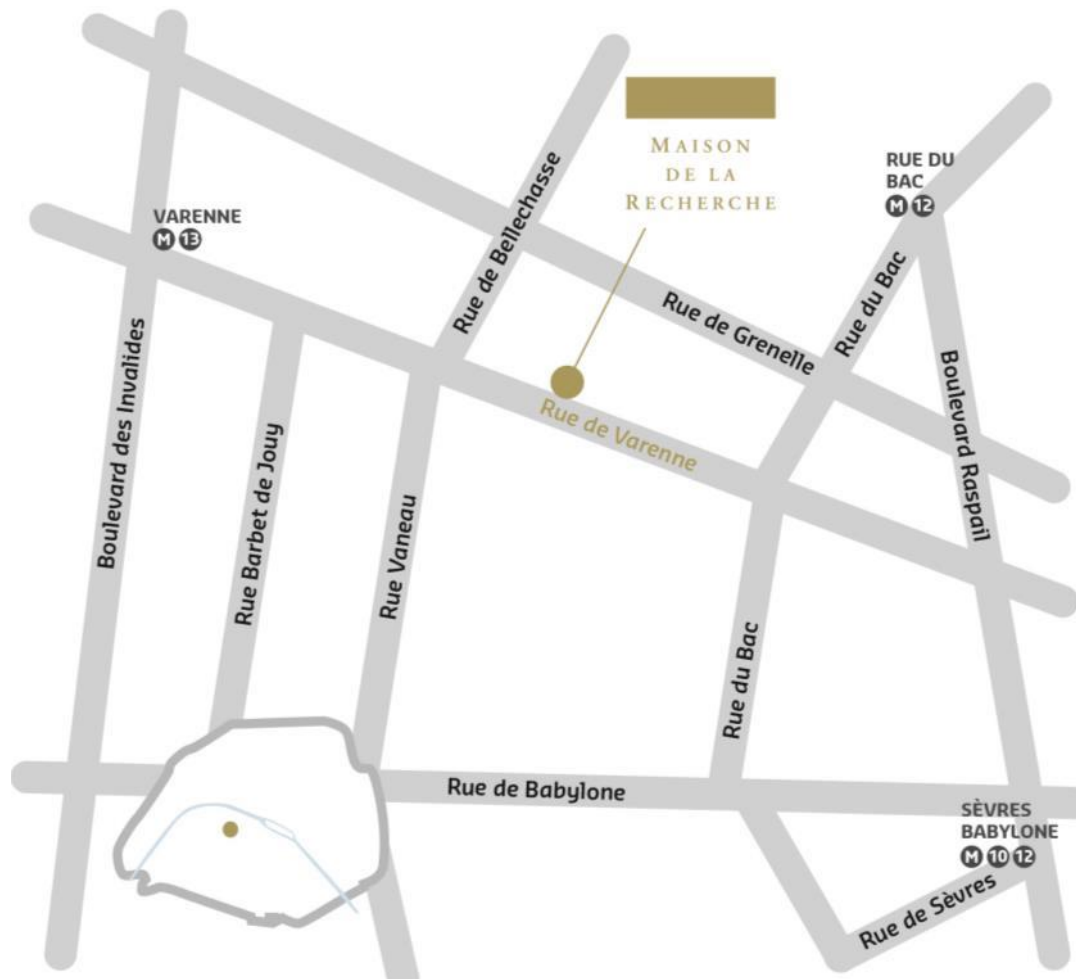 MAISON
DE LA
RECHERCHE
RUE DU
BAC
M 12
VARENNE
M 13
Rue de Bellechasse
Rue du Bac
Rue de Grenelle
Boulevard des Invalides
Boulevard Raspail
Rue de Varenne
Rue Barbet de Jouy
Rue Vaneau
Rue du Bac
Rue de Babylone
SÈVRES
BABYLONE
M 10 12
Rue de Sèvres